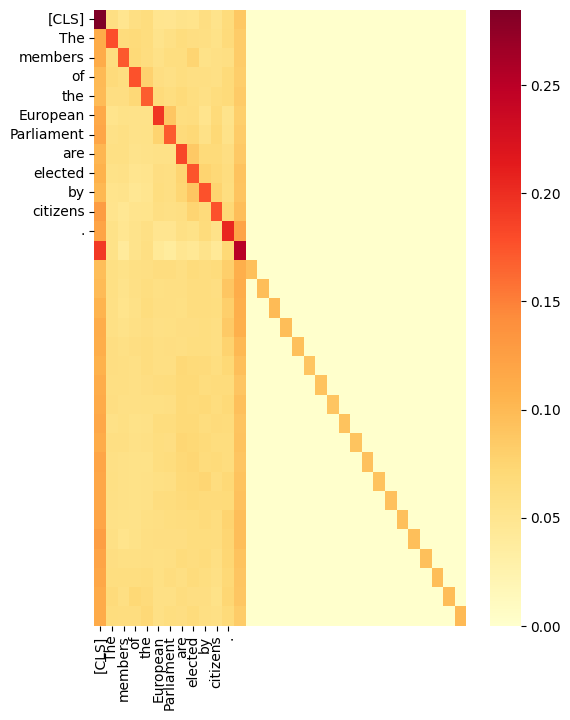 [CLS]
The
members
of
the
European
Parliament
are
elected
by
citizens
.
0.25
0.20
0.15
0.10
0.05
0.00
[CLS]
The
members
of
the
European
Parliament
are
elected
by
citizens
.